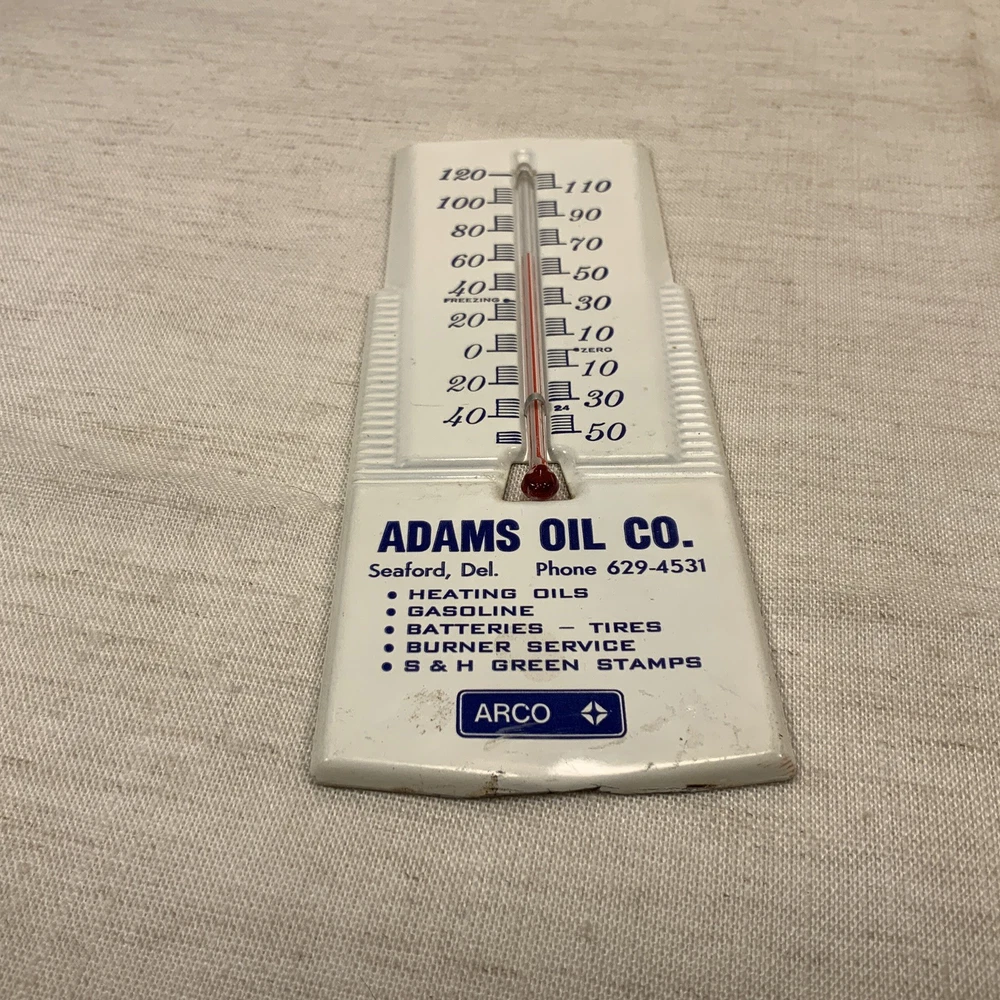 120
110
100
90
80
70
60
50
40
FREEZING
30
20
10
0
ZERO
10
20
30
24
40
50
ADAMS OIL CO.
Seaford, Del. Phone 629-4531
• HEATING OILS
• GASOLINE
• BATTERIES – TIRES
• BURNER SERVICE
• S & H GREEN STAMPS
ARCO